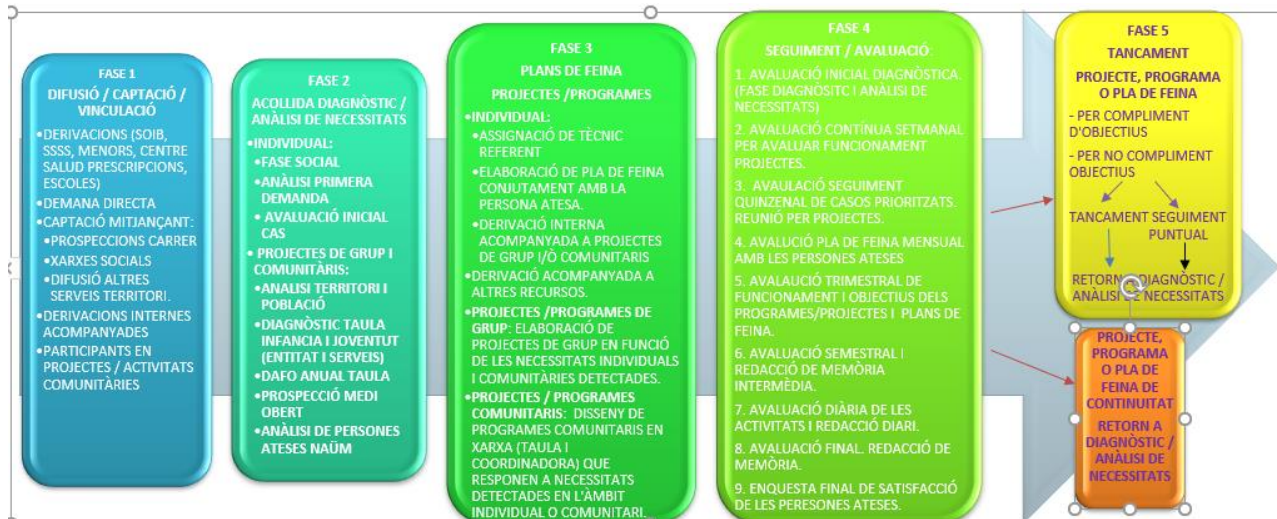 FASE 1
DIFUSIÓ / CAPTACIÓ /
VINCULACIÓ
•DERIVACIONS (SOIB,
SSSS, MENORS, CENTRE
SALUD PRESCRIPCIONS,
ESCOLES)
•DEMANA DIRECTA
•CAPTACIÓ MITJANÇANT:
•PROSPECCIONS CARRER
•XARXES SOCIALS
•DIFUSIÓ ALTRES
SERVEIS TERRITORI.
•DERIVACIONS INTERNES
ACOMPANYADES
•PARTICIPANTS EN
PROJECTES / ACTIVITATS
COMUNITÀRIES
FASE 2
ACOLLIDA DIAGNÒSTIC /
ANÀLISI DE NECESSITATS
•INDIVIDUAL:
•FASE SOCIAL
•ANÀLISI PRIMERA
DEMANDA
• AVALUACIÓ INICIAL
CAS
• PROJECTES DE GRUP I
COMUNITÀRIS:
•ANALISI TERRITORI I
POBLACIÓ
•DIAGNÒSTIC TAULA
INFANCIA I JOVENTUT
(ENTITAT I SERVEIS)
•DAFO ANUAL TAULA
•PROSPECCIÓ MEDI
OBERT
•ANÀLISI DE PERSONES
ATESES NAÜM
FASE 3
PLANS DE FEINA
PROJECTES /PROGRAMES
•INDIVIDUAL:
•ASSIGNACIÓ DE TÈCNIC
REFERENT
•ELABORACIÓ DE PLA DE FEINA
CONJUTAMENT AMB LA
PERSONA ATESA.
•DERIVACIÓ INTERNA
ACOMPANYADA A PROJECTES
DE GRUP I/Ò COMUNITARIS
•DERIVACIÓ ACOMPANYADA A
ALTRES RECURSOS.
•PROJECTES /PROGRAMES DE
GRUP: ELABORACIÓ DE
PROJECTES DE GRUP EN FUNCIÓ
DE LES NECESSITATS INDIVIDUALS
I COMUNITÀRIES DETECTADES.
•PROJECTES / PROGRAMES
COMUNITARIS: DISSENY DE
PROGRAMES COMUNITARIS EN
XARXA (TAULA I
COORDINADORA) QUE
RESPONEN A NECESSITATS
DETECTADES EN L'ÀMBIT
INDIVIDUAL O COMUNITARI.
FASE 4
SEGUIMENT / AVALUACIÓ:
1. AVALUACIÓ INICIAL DIAGNÒSTICA.
(FASE DIAGNÒSITC I ANÀLISI DE
NECESSITATS)
2. AVALUACIÓ CONTÍNUA SETMANAL
PER AVALUAR FUNCIONAMENT
PROJECTES.
3. AVAULACIÓ SEGUIMENT
QUINZENAL DE CASOS PRIORITZATS.
REUNIÓ PER PROJECTES.
4. AVALUCIÓ PLA DE FEINA MENSUAL
AMB LES PERSONES ATESES
5. AVALAUCIÓ TRIMESTRAL DE
FUNCIONAMENT I OBJECTIUS DELS
PROGRAMES/PROJECTES I PLANS DE
FEINA.
6. AVALUACIÓ SEMESTRAL I
REDACCIÓ DE MEMÒRIA
INTERMÈDIA.
7. AVALUACIÓ DIÀRIA DE LES
ACTIVITATS I REDACCIÓ DIARI.
8. AVALUACIÓ FINAL. REDACCIÓ DE
MEMÒRIA.
9. ENQUESTA FINAL DE SATISFACCIÓ
DE LES PERESONES ATESES.
FASE 5
TANCAMENT
PROJECTE, PROGRAMA
O PLA DE FEINA
- PER COMPLIMENT
D'OBJECTIUS
- PER NO COMPLIMENT
OBJECTIUS
TANCAMENT SEGUIMENT
PUNTUAL
RETORN A DIAGNÒSTIC /
ANÀLISI DE NECESSITATS
PROJECTE,
PROGRAMA
O PLA DE
FEINA DE
CONTINUITAT
RETORN A
DIAGNÒSTIC /
ANÀLISI DE
NECESSITATS